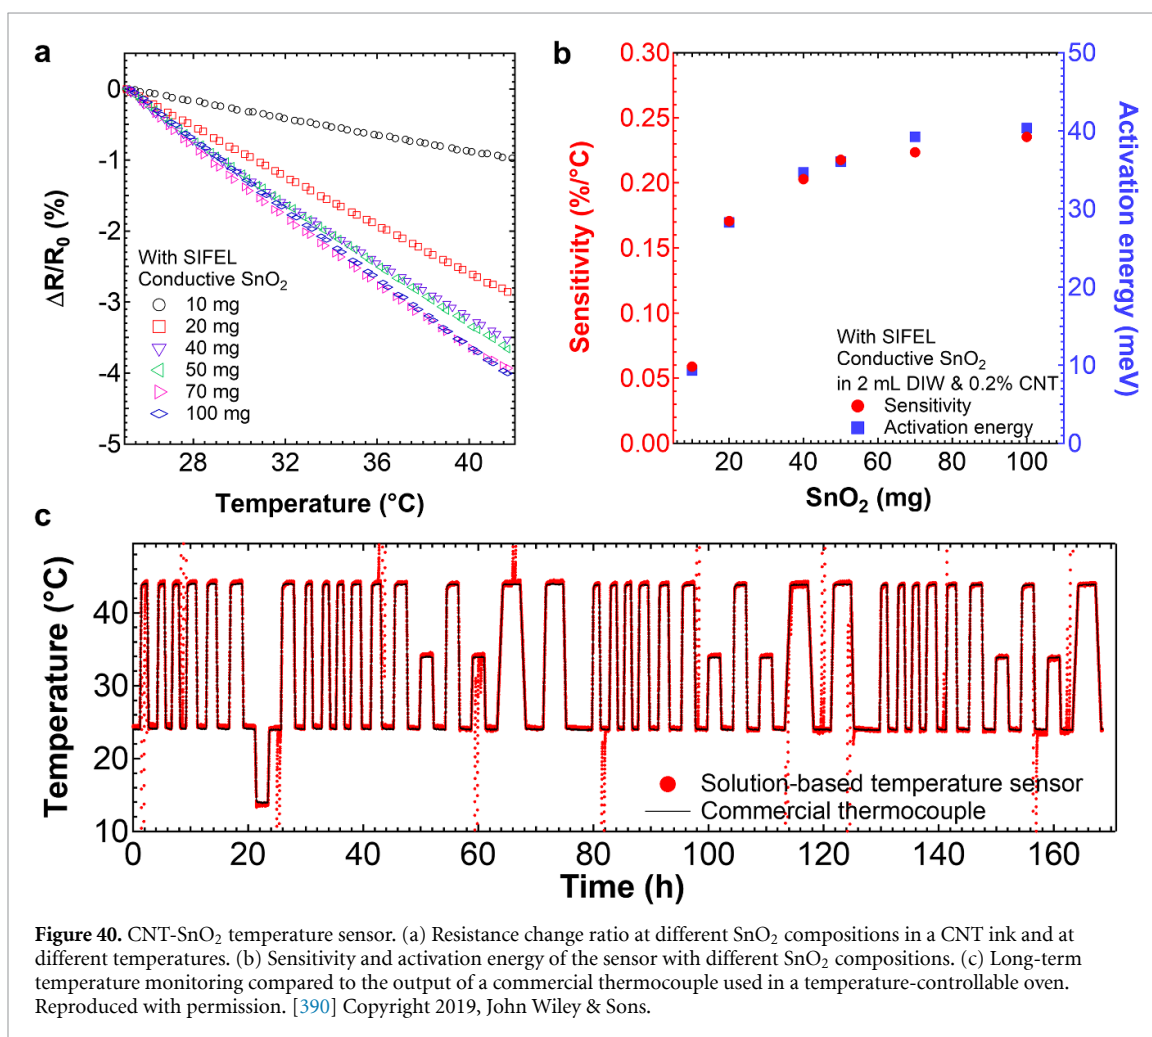 a
0
-1
-2
-3
-4
-5
ΔR/R0 (%)
With SIFEL
Conductive SnO2
10 mg
20 mg
40 mg
50 mg
70 mg
100 mg
28 32 36 40
Temperature (°C)
b
0.30
0.25
0.20
0.15
0.10
0.05
0.00
Sensitivity (%/°C)
50
40
30
20
10
0
Activation energy (meV)
With SIFEL
Conductive SnO2
in 2 mL DIW & 0.2% CNT
Sensitivity
Activation energy
20 40 60 80 100
SnO2 (mg)
c
40
30
20
10
Temperature (°C)
Solution-based temperature sensor
Commercial thermocouple
0 20 40 60 80 100 120 140 160
Time (h)
Figure 40. CNT-SnO2 temperature sensor. (a) Resistance change ratio at different SnO2 compositions in a CNT ink and at
different temperatures. (b) Sensitivity and activation energy of the sensor with different SnO2 compositions. (c) Long-term
temperature monitoring compared to the output of a commercial thermocouple used in a temperature-controllable oven.
Reproduced with permission. [390] Copyright 2019, John Wiley & Sons.